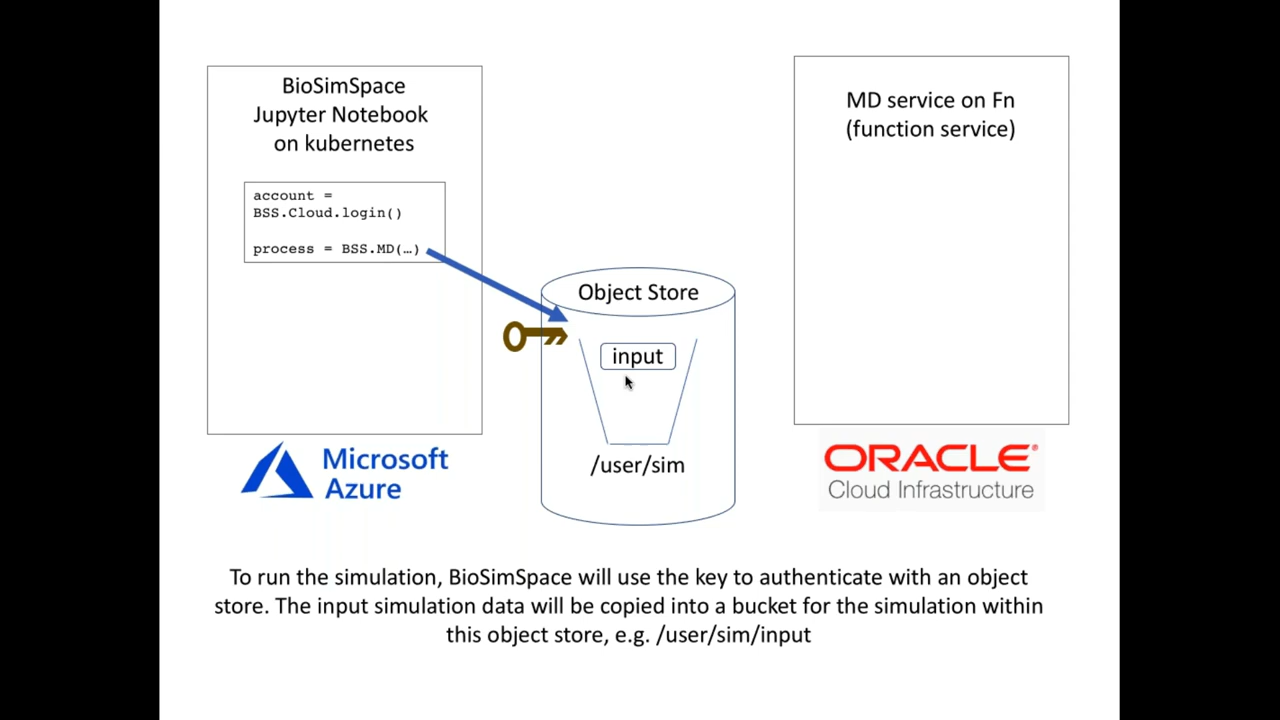 BioSimSpace
Jupyter Notebook
on kubernetes
account =
BSS.Cloud.login()
process = BSS.MD(…)
Microsoft
Azure
Object Store
input
/user/sim
MD service on Fn
(function service)
ORACLE®
Cloud Infrastructure
To run the simulation, BioSimSpace will use the key to authenticate with an object
store. The input simulation data will be copied into a bucket for the simulation within
this object store, e.g. /user/sim/input